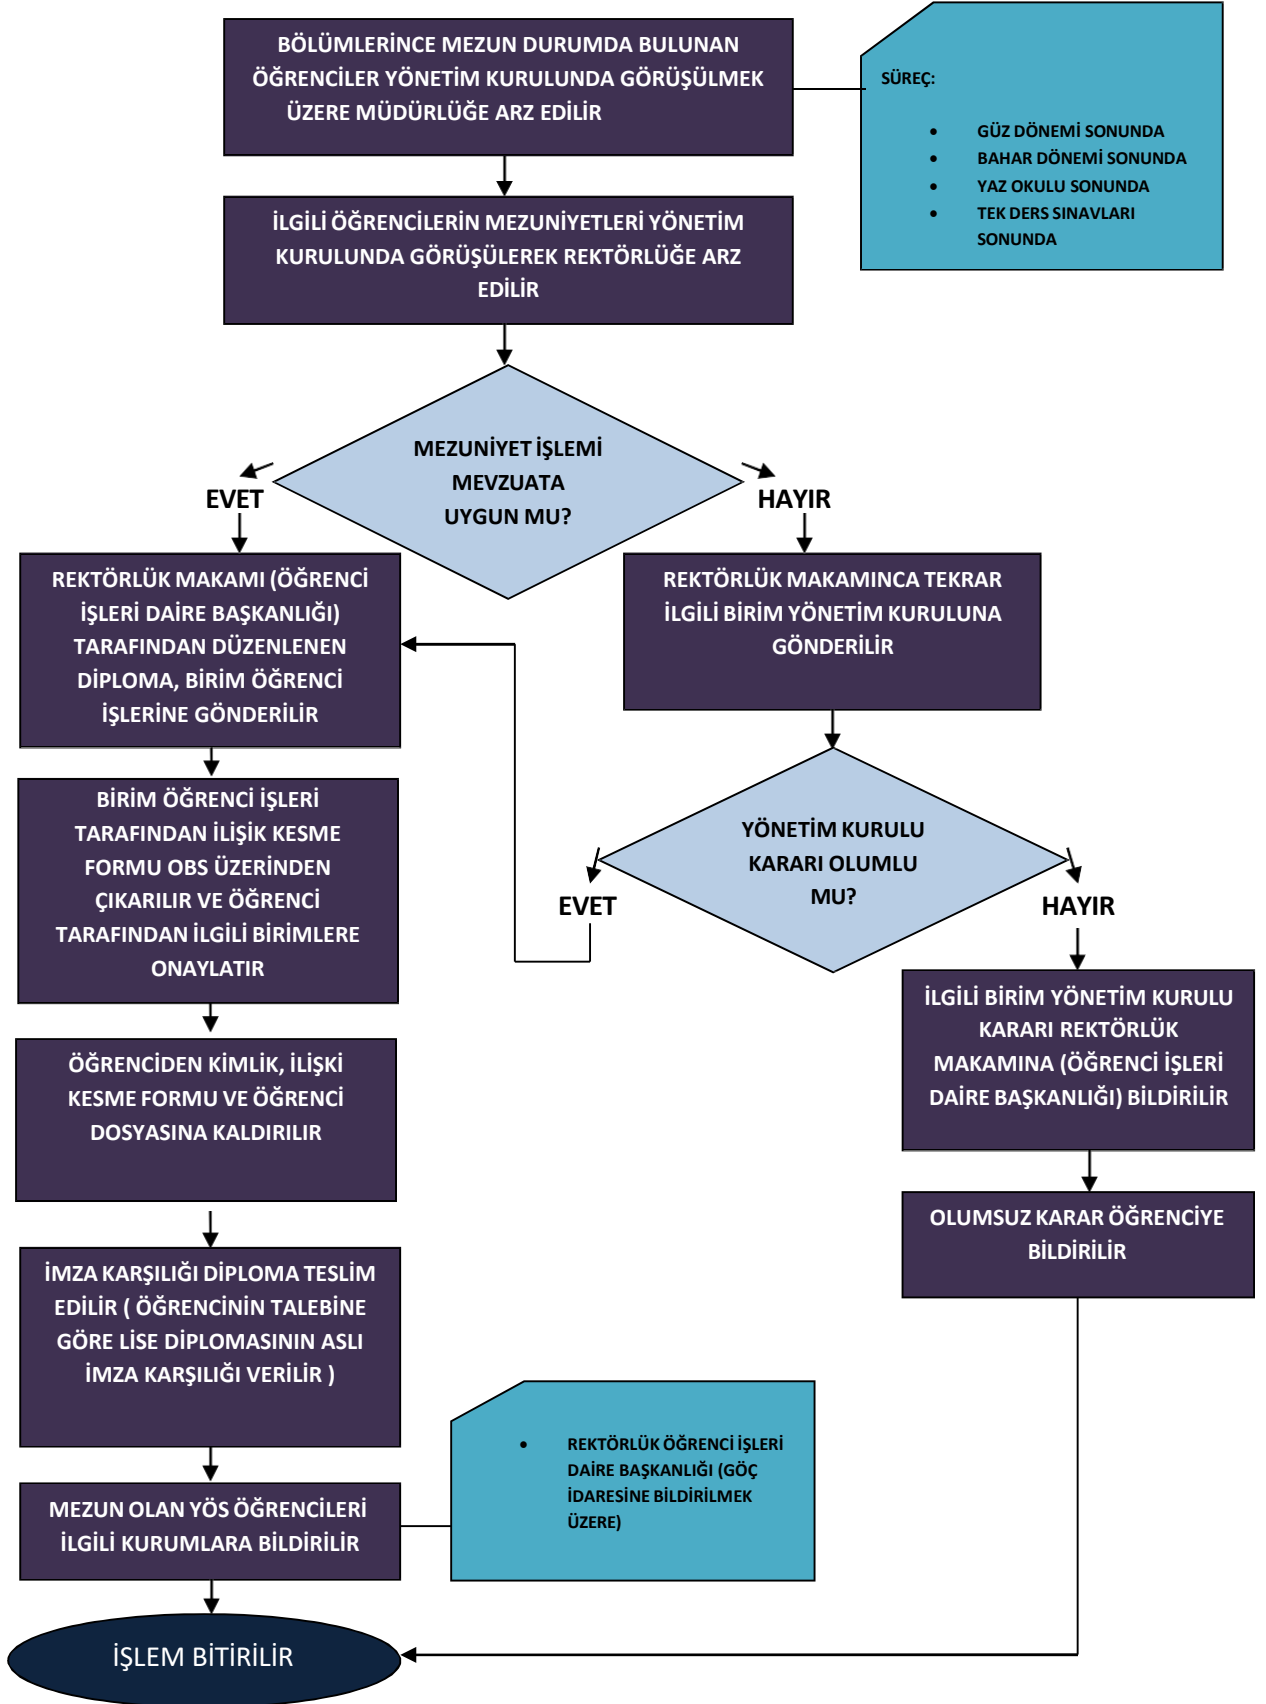 BÖLÜMLERİNCE MEZUN DURUMDA BULUNAN
ÖĞRENCİLER YÖNETİM KURULUNDA GÖRÜŞÜLMEK
ÜZERE MÜDÜRLÜĞE ARZ EDİLİR
SÜREÇ:
• GÜZ DÖNEMİ SONUNDA
• BAHAR DÖNEMİ SONUNDA
• YAZ OKULU SONUNDA
• TEK DERS SINAVLARI
SONUNDA
İLGİLİ ÖĞRENCİLERİN MEZUNİYETLERİ YÖNETİM
KURULUNDA GÖRÜŞÜLEREK REKTÖRLÜĞE ARZ
EDİLİR
MEZUNİYET İŞLEMİ
MEVZUATA
UYGUN MU?
EVET
HAYIR
REKTÖRLÜK MAKAMI (ÖĞRENCİ
İŞLERİ DAİRE BAŞKANLIĞI)
TARAFINDAN DÜZENLENEN
DİPLOMA, BİRİM ÖĞRENCİ
İŞLERİNE GÖNDERİLİR
REKTÖRLÜK MAKAMINCA TEKRAR
İLGİLİ BİRİM YÖNETİM KURULUNA
GÖNDERİLİR
BİRİM ÖĞRENCİ İŞLERİ
TARAFINDAN İLİŞİK KESME
FORMU OBS ÜZERİNDEN
ÇIKARILIR VE ÖĞRENCİ
TARAFINDAN İLGİLİ BİRİMLERE
ONAYLATIR
YÖNETİM KURULU
KARARI OLUMLU
MU?
EVET
HAYIR
İLGİLİ BİRİM YÖNETİM KURULU
KARARI REKTÖRLÜK
MAKAMINA (ÖĞRENCİ İŞLERİ
DAİRE BAŞKANLIĞI) BİLDİRİLİR
ÖĞRENCİDEN KİMLİK, İLİŞKİ
KESME FORMU VE ÖĞRENCİ
DOSYASINA KALDIRILIR
OLUMSUZ KARAR ÖĞRENCİYE
BİLDİRİLİR
İMZA KARŞILIĞI DİPLOMA TESLİM
EDİLİR ( ÖĞRENCİNİN TALEBİNE
GÖRE LİSE DİPLOMASININ ASLI
İMZA KARŞILIĞI VERİLİR )
• REKTÖRLÜK ÖĞRENCİ İŞLERİ
DAİRE BAŞKANLIĞI (GÖÇ
İDARESİNE BİLDİRİLMEK
ÜZERE)
MEZUN OLAN YÖS ÖĞRENCİLERİ
İLGİLİ KURUMLARA BİLDİRİLİR
İŞLEM BİTİRİLİR